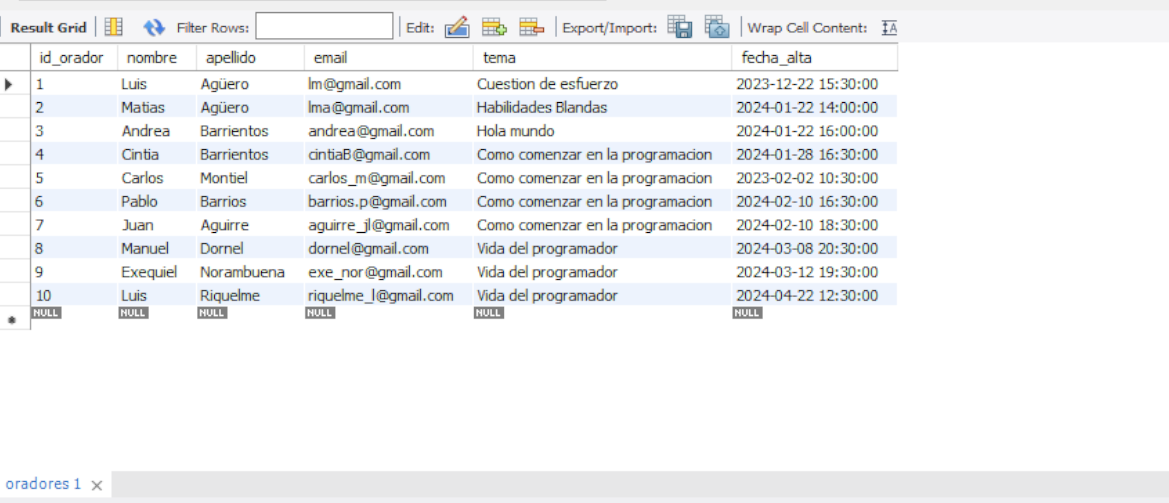 Result Grid Filter Rows: Edit: Export/Import: Wrap Cell Content: IA
id_orador nombre apellido email tema fecha_alta
1 Luis Agüero lm@gmail.com Cuestion de esfuerzo 2023-12-22 15:30:00
2 Matias Agüero lma@gmail.com Habilidades Blandas 2024-01-22 14:00:00
3 Andrea Barrientos andrea@gmail.com Hola mundo 2024-01-22 16:00:00
4 Cintia Barrientos cintiaB@gmail.com Como comenzar en la programacion 2024-01-28 16:30:00
5 Carlos Montiel carlos_m@gmail.com Como comenzar en la programacion 2023-02-02 10:30:00
6 Pablo Barrios barrios.p@gmail.com Como comenzar en la programacion 2024-02-10 16:30:00
7 Juan Aguirre aguirre_jl@gmail.com Como comenzar en la programacion 2024-02-10 18:30:00
8 Manuel Dornel dornel@gmail.com Vida del programador 2024-03-08 20:30:00
9 Exequiel Norambuena exe_nor@gmail.com Vida del programador 2024-03-12 19:30:00
10 Luis Riquelme riquelme_l@gmail.com Vida del programador 2024-04-22 12:30:00
NULL NULL NULL NULL NULL NULL
oradores 1